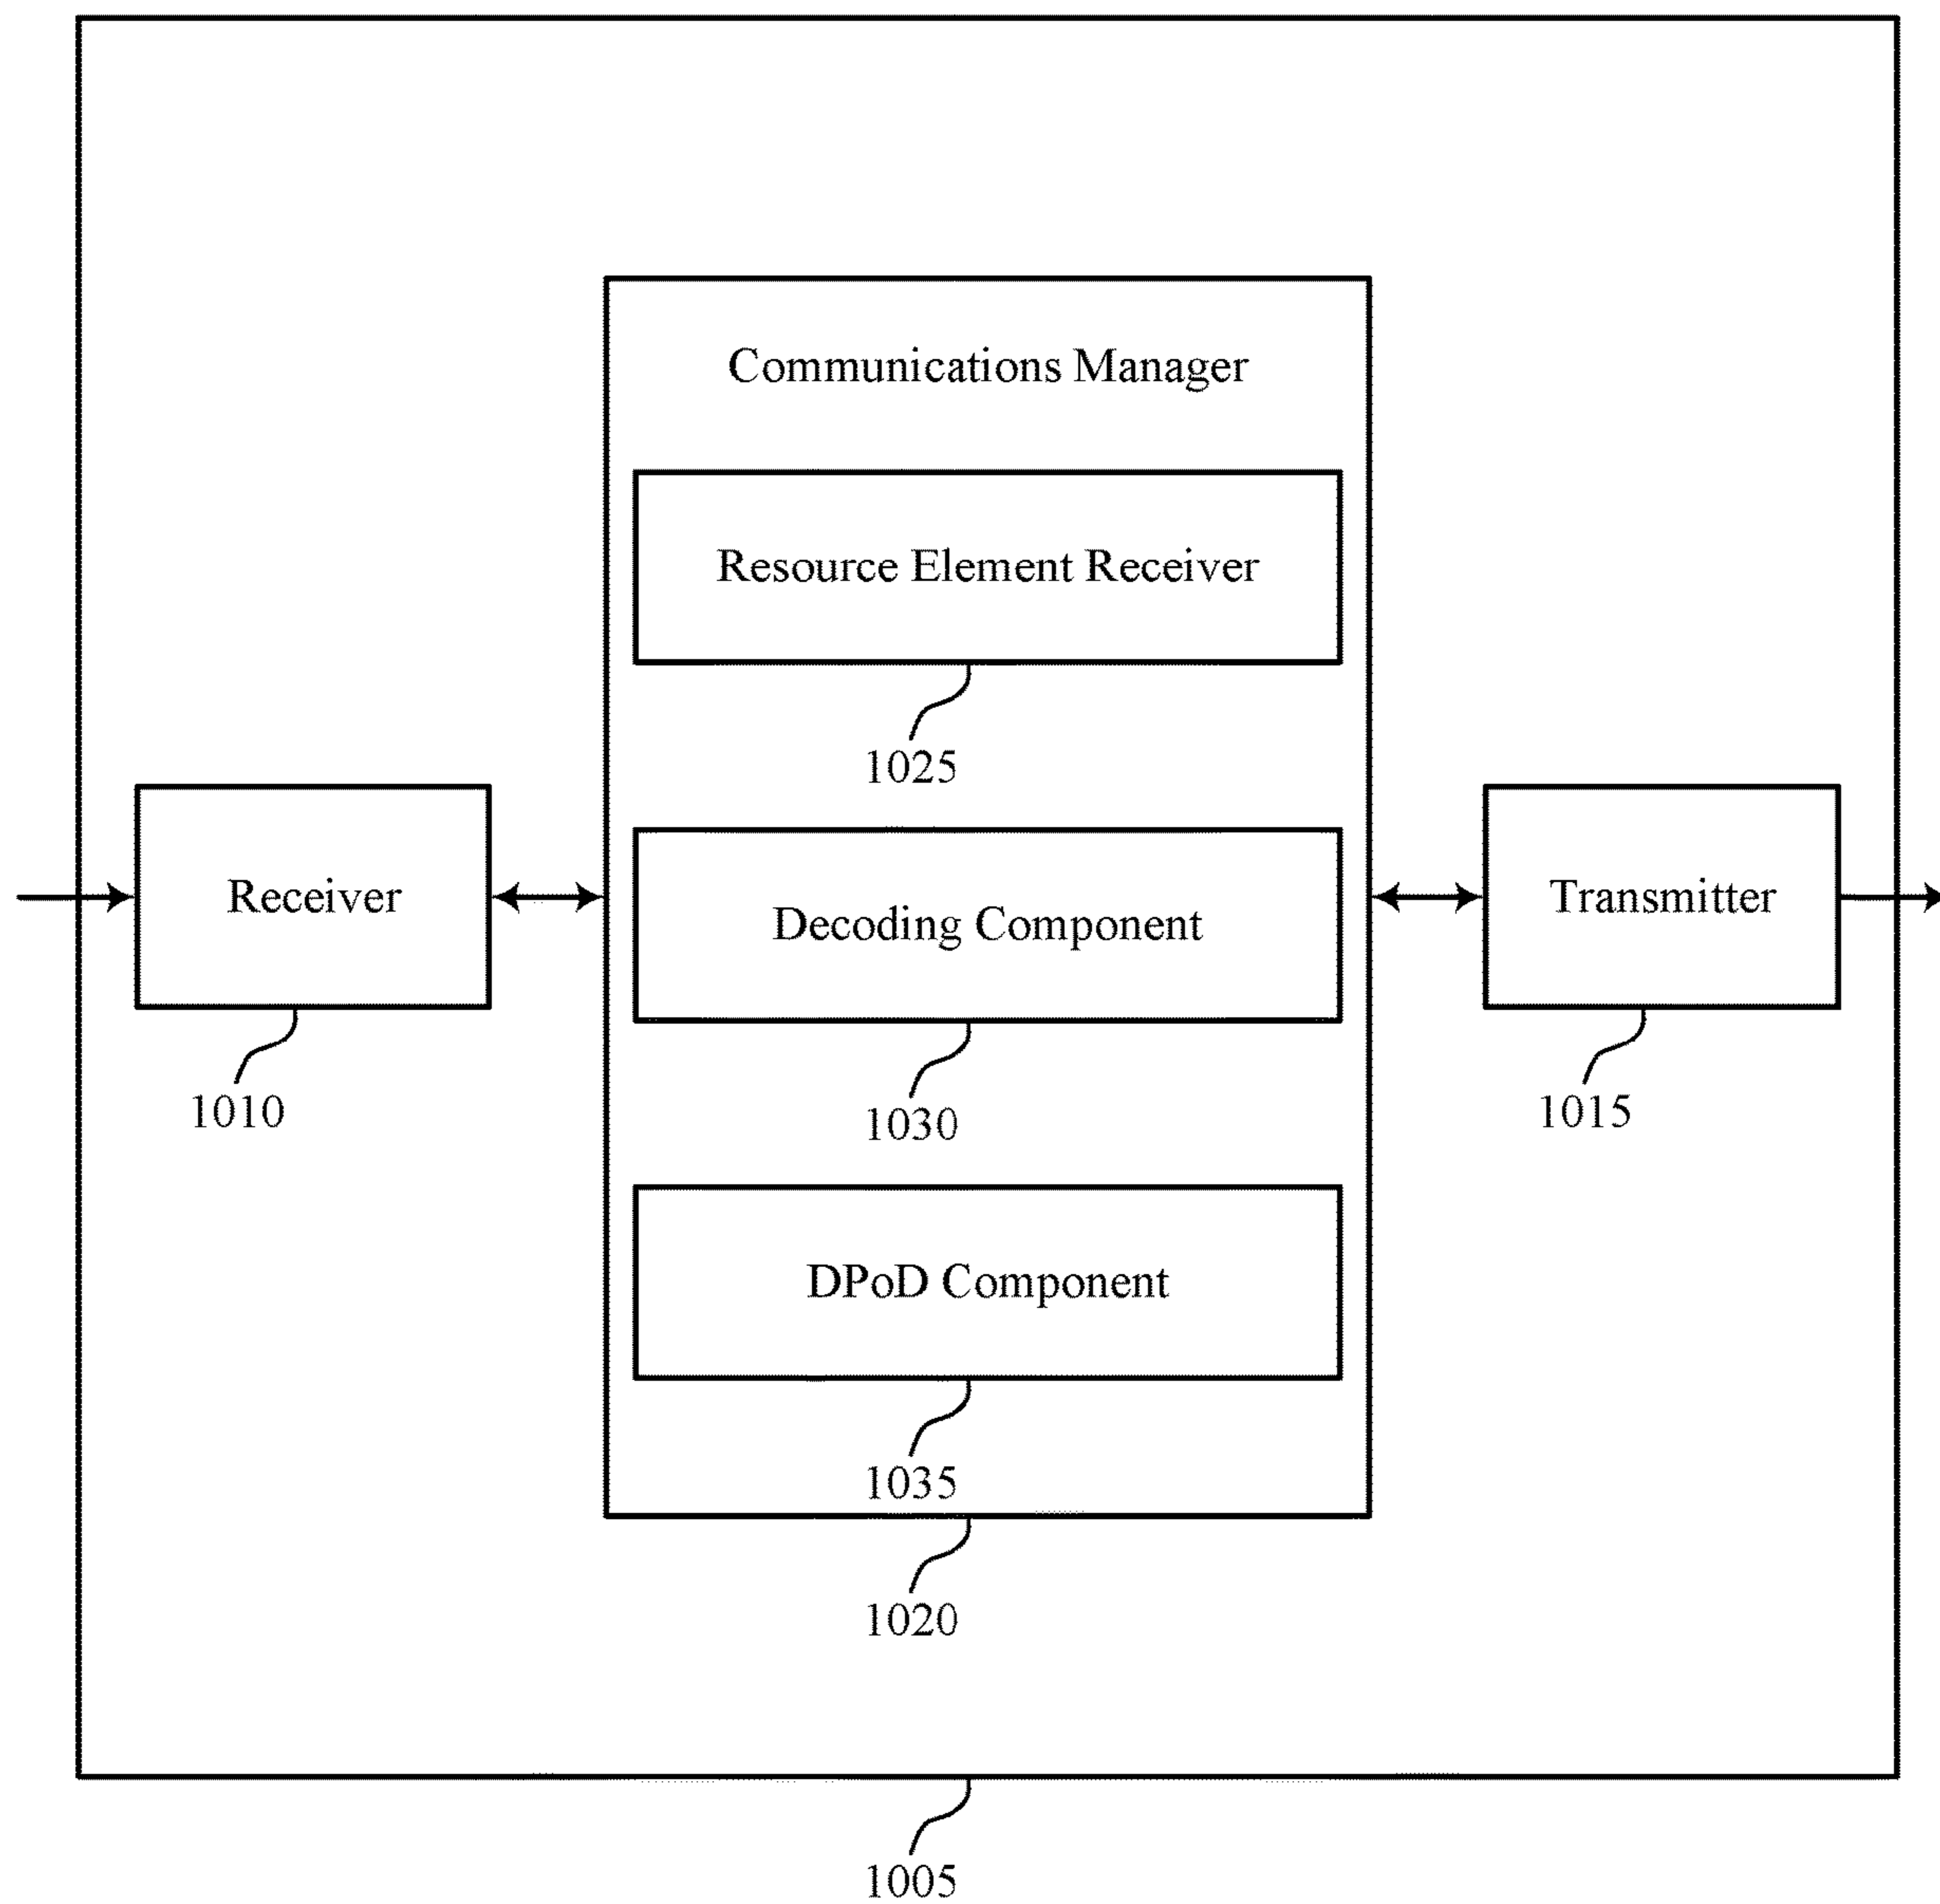 Communications Manager
Resource Element Receiver
1025
Receiver
Decoding Component
Transmitter
1010
1030
1015
DPoD Component
1035
1020
1005